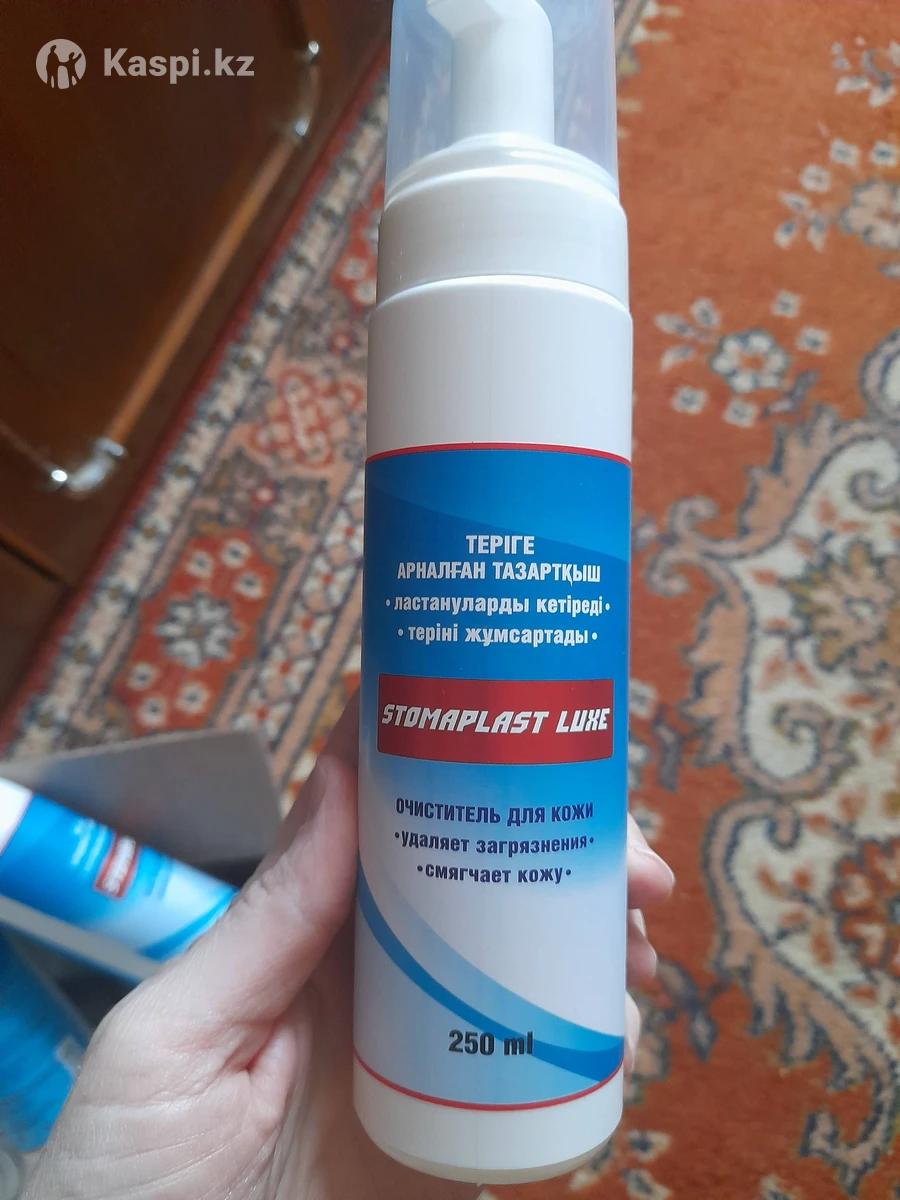 Kaspi.kz
ТЕРІГЕ
АРНАЛҒАН ТАЗАРТҚЫШ
• ластануларды кетіреді •
• теріні жұмсартады •
STOMAPLAST LUXE
ОЧИСТИТЕЛЬ ДЛЯ КОЖИ
• удаляет загрязнения •
• смягчает кожу •
250 ml